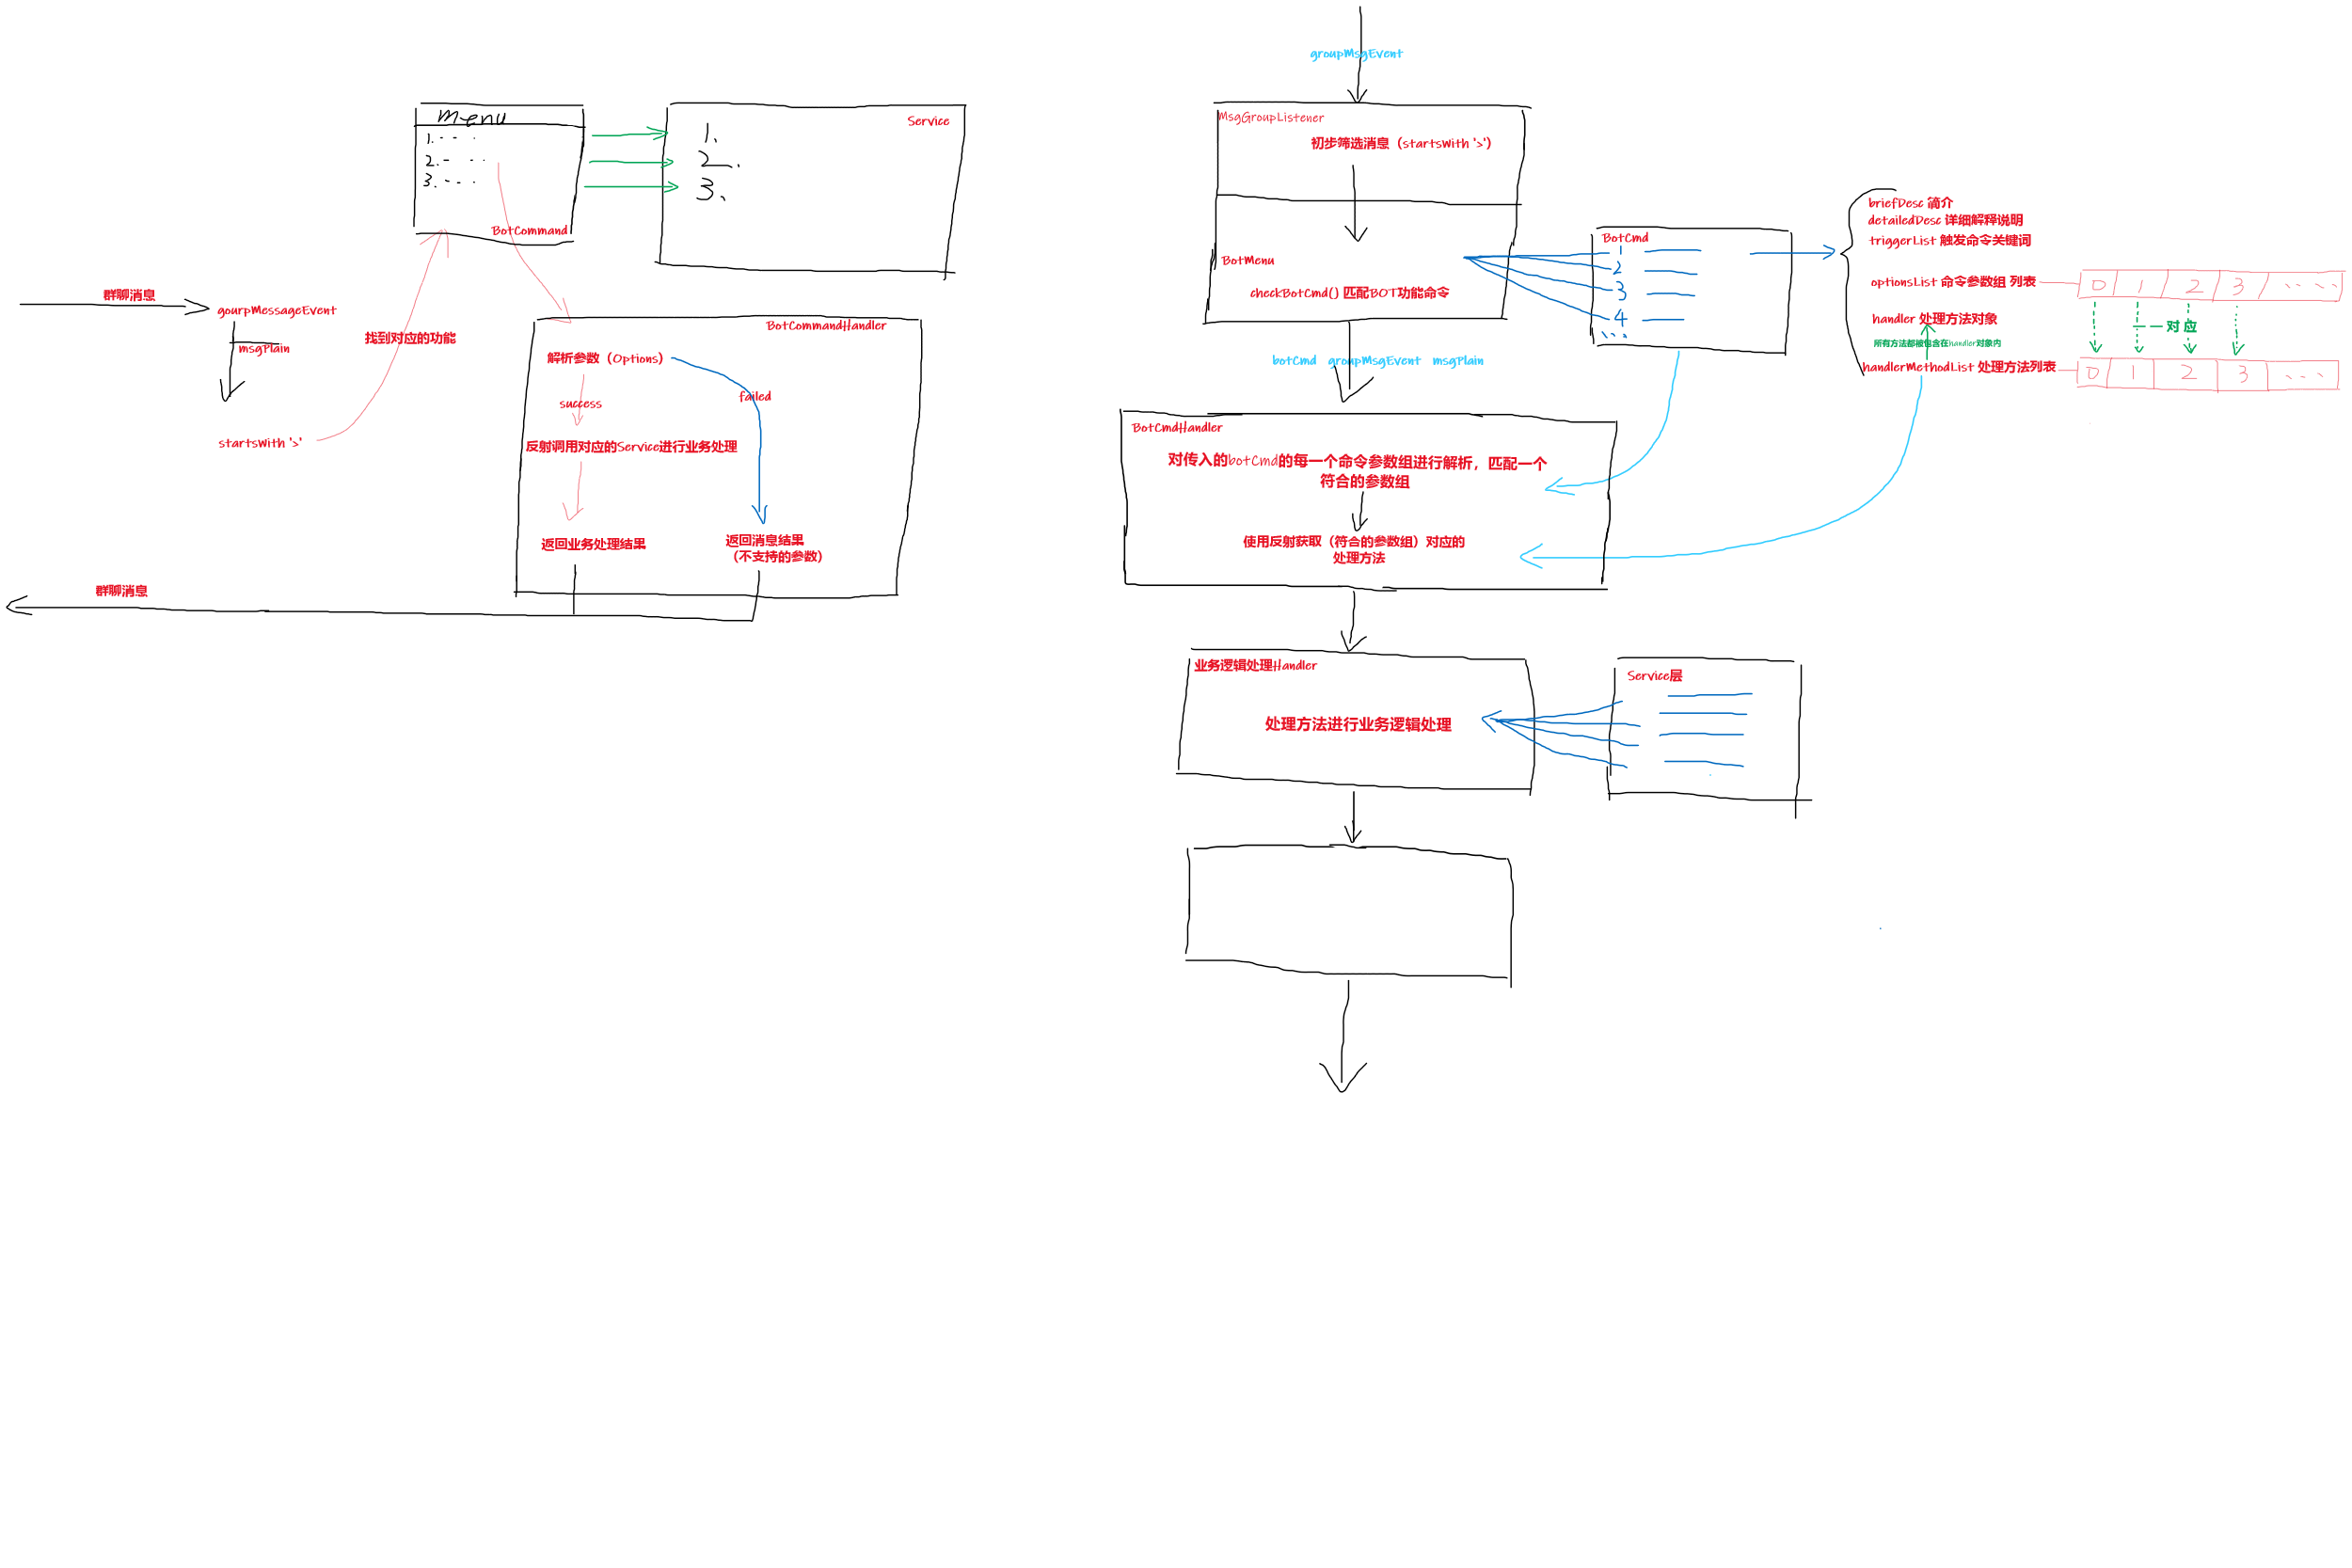 menu
1. - - -
2. - - -
3. - - -
BotCommand
Service
1.
2.
3.
群聊消息
gourpMessageEvent
msgPlain
找到对应的功能
startsWith '>'
BotCommandHandler
解析参数（Options）
success
failed
反射调用对应的Service进行业务处理
返回业务处理结果
返回消息结果
（不支持的参数）
群聊消息
groupMsgEvent
MsgGroupListener
初步筛选消息（startsWith '>'）
BotMenu
checkBotCmd() 匹配BOT功能命令
BotCmd
1
2
3
4
...
briefDesc 简介
detailedDesc 详细解释说明
triggerList 触发命令关键词
optionsList 命令参数组 列表
0 1 2 3 ....
handler 处理方法对象
一 一 对 应
所有方法都被包含在handler对象内
handlerMethodList 处理方法列表
0 1 2 3 ...
botCmd groupMsgEvent msgPlain
BotCmdHandler
对传入的botCmd的每一个命令参数组进行解析，匹配一个
符合的参数组
使用反射获取（符合的参数组）对应的
处理方法
业务逻辑处理Handler
处理方法进行业务逻辑处理
Service层